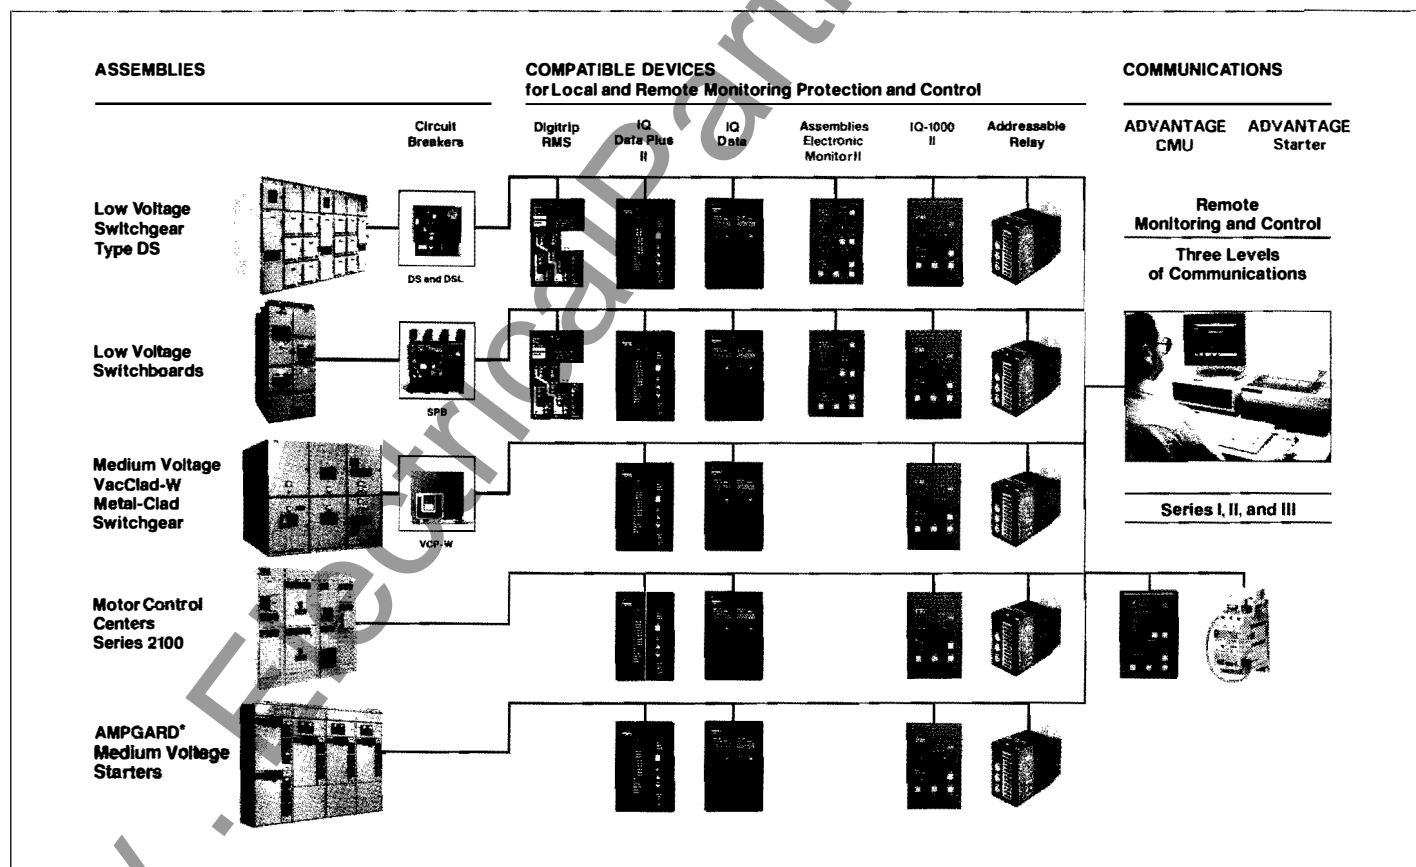 ASSEMBLIES
COMPATIBLE DEVICES
for Local and Remote Monitoring Protection and Control
COMMUNICATIONS
Circuit
Breakers
Digitrip
RMS
IQ
Data Plus
II
IQ
Data
Assemblies
Electronic
Monitor II
IQ-1000
II
Addressable
Relay
ADVANTAGE
CMU
ADVANTAGE
Starter
Low Voltage
Switchgear
Type DS
DS and DSL
Remote
Monitoring and Control
Three Levels
of Communications
Low Voltage
Switchboards
SPB
Medium Voltage
VacClad-W
Metal-Clad
Switchgear
VCP-W
Series I, II, and III
Motor Control
Centers
Series 2100
AMPGARD*
Medium Voltage
Starters
. ElectricalPart